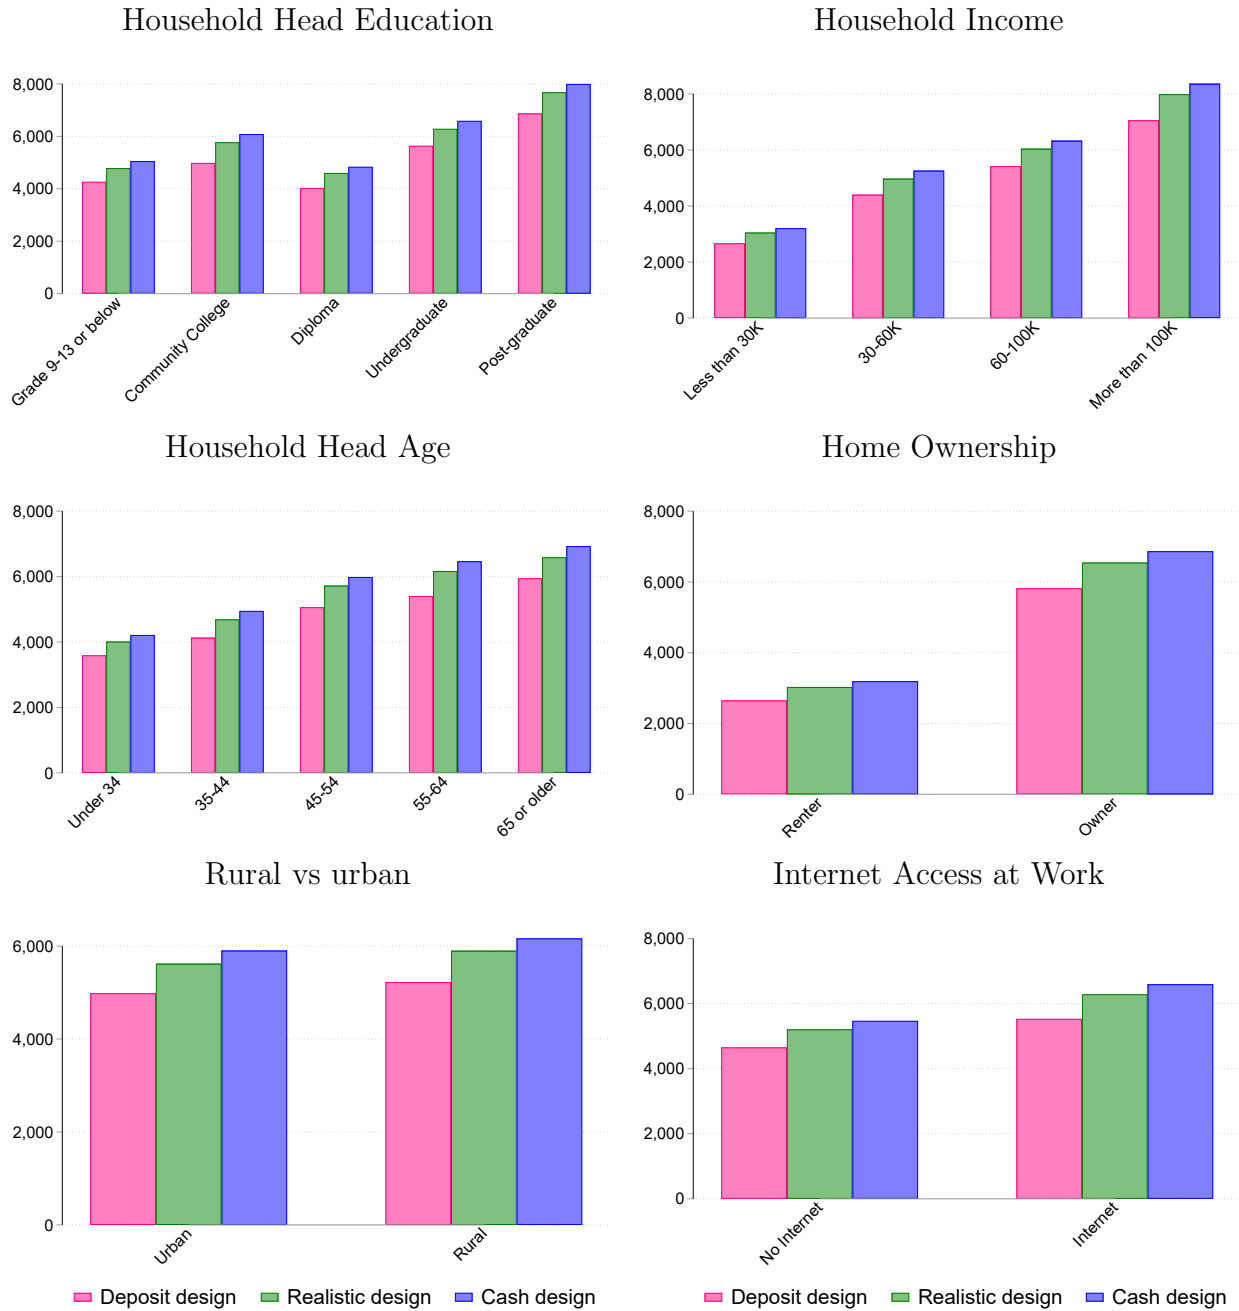 Household Head Education
8,000
6,000
4,000
2,000
0
Grade 9-13 or below
Community College
Diploma
Undergraduate
Post-graduate
Household Income
8,000
6,000
4,000
2,000
0
Less than 30K
30-60K
60-100K
More than 100K
Household Head Age
8,000
6,000
4,000
2,000
0
Under 34
35-44
45-54
55-64
65 or older
Home Ownership
8,000
6,000
4,000
2,000
0
Renter
Owner
Rural vs urban
6,000
4,000
2,000
0
Urban
Rural
Deposit design
Realistic design
Cash design
Internet Access at Work
8,000
6,000
4,000
2,000
0
No Internet
Internet
Deposit design
Realistic design
Cash design